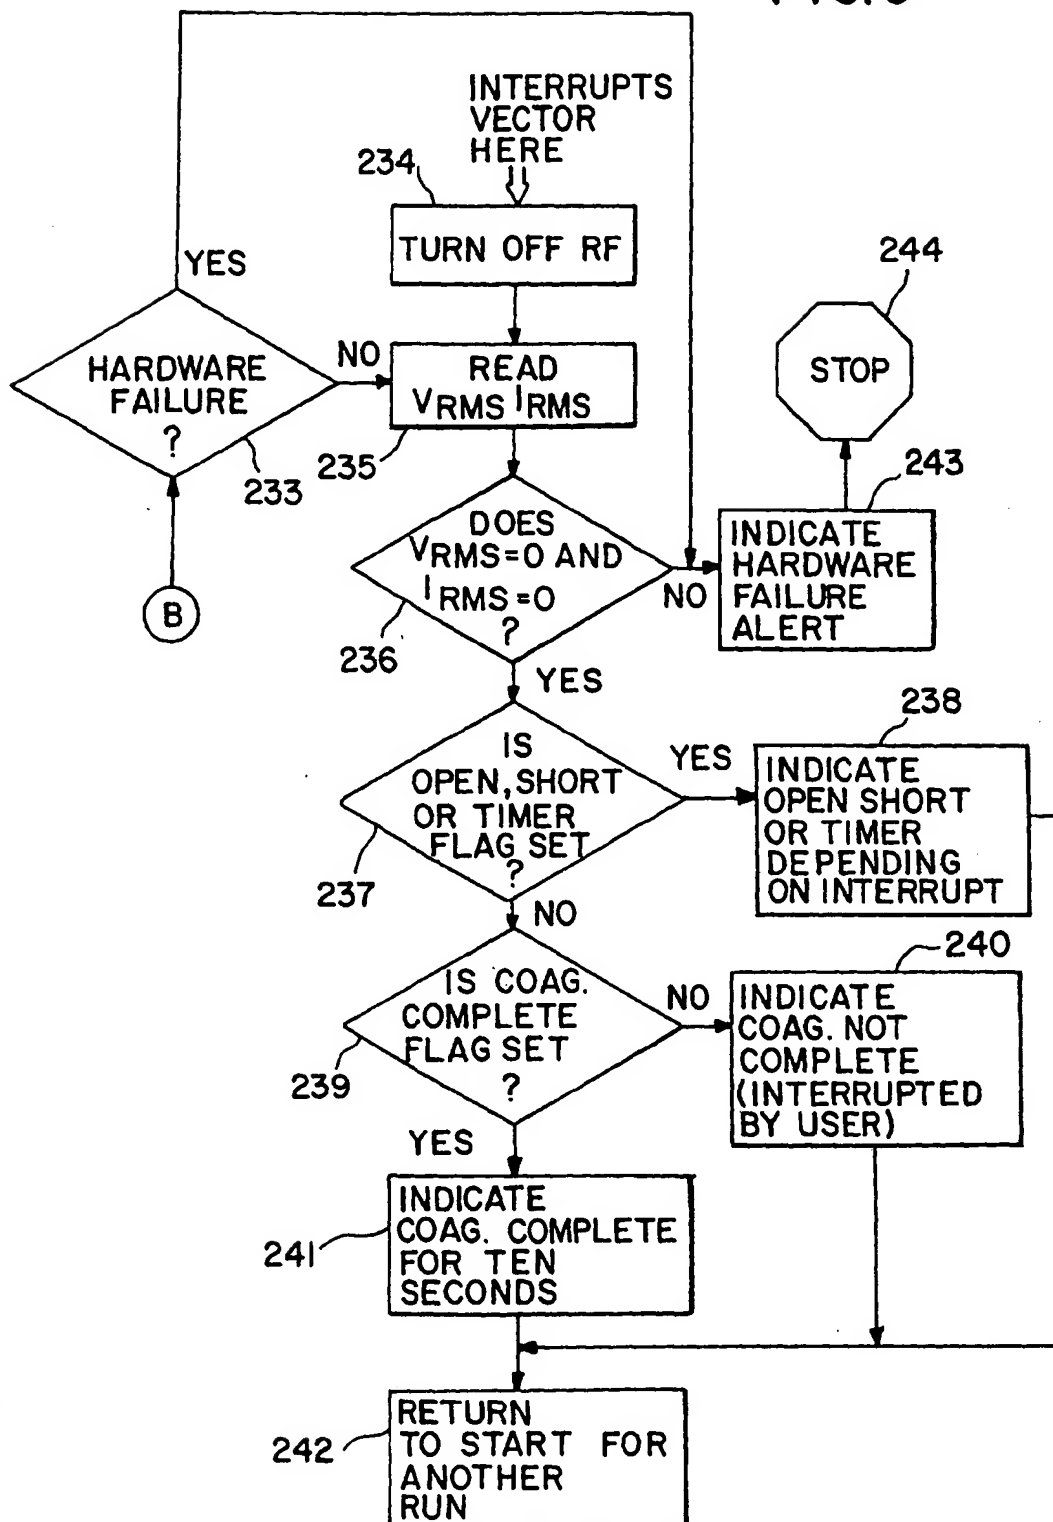 INTERRUPTS
VECTOR
HERE
234
TURN OFF RF
YES
HARDWARE
FAILURE
?
233
NO
READ
VRMS IRMS
235
244
STOP
243
INDICATE
HARDWARE
FAILURE
ALERT
B
DOES
VRMS=0 AND
IRMS=0
?
NO
236
YES
IS
OPEN, SHORT
OR TIMER
FLAG SET
?
237
YES
238
INDICATE
OPEN SHORT
OR TIMER
DEPENDING
ON INTERRUPT
NO
IS COAG.
COMPLETE
FLAG SET
?
239
NO
240
INDICATE
COAG. NOT
COMPLETE
(INTERRUPTED
BY USER)
YES
INDICATE
COAG. COMPLETE
FOR TEN
SECONDS
241
RETURN
TO START FOR
ANOTHER
RUN
242